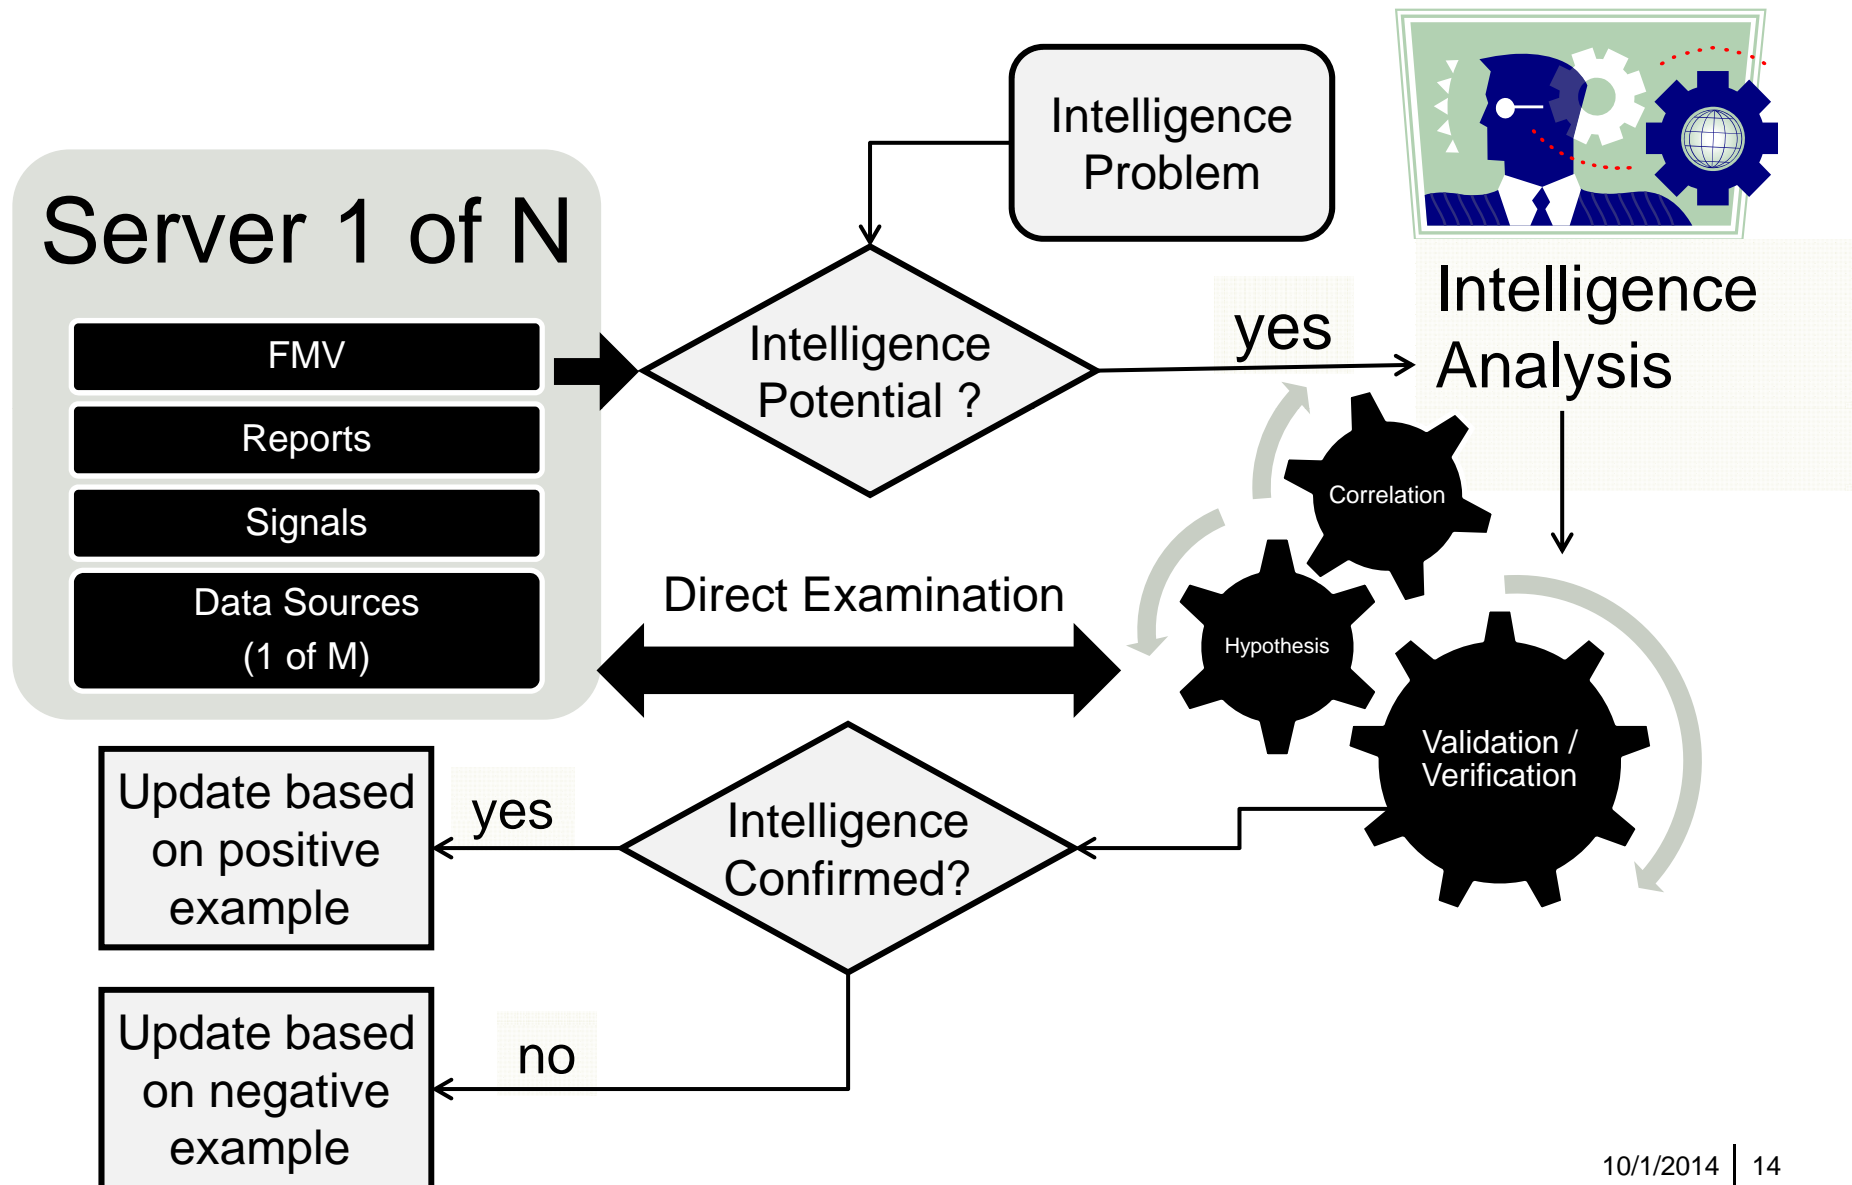 Server 1 of N
FMV
Reports
Signals
Data Sources
(1 of M)
Intelligence
Problem
Intelligence
Potential ?
yes
Intelligence
Analysis
Correlation
Hypothesis
Validation /
Verification
Direct Examination
Intelligence
Confirmed?
yes
Update based
on positive
example
no
Update based
on negative
example
10/1/2014 14